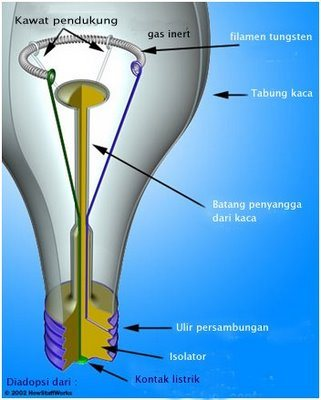 Kawat pendukung
gas inert
filamen tungsten
Tabung kaca
Batang penyangga
dari kaca
Ulir persambungan
Isolator
Kontak listrik
Diadopsi dari :
© 2002 HowStuffWorks